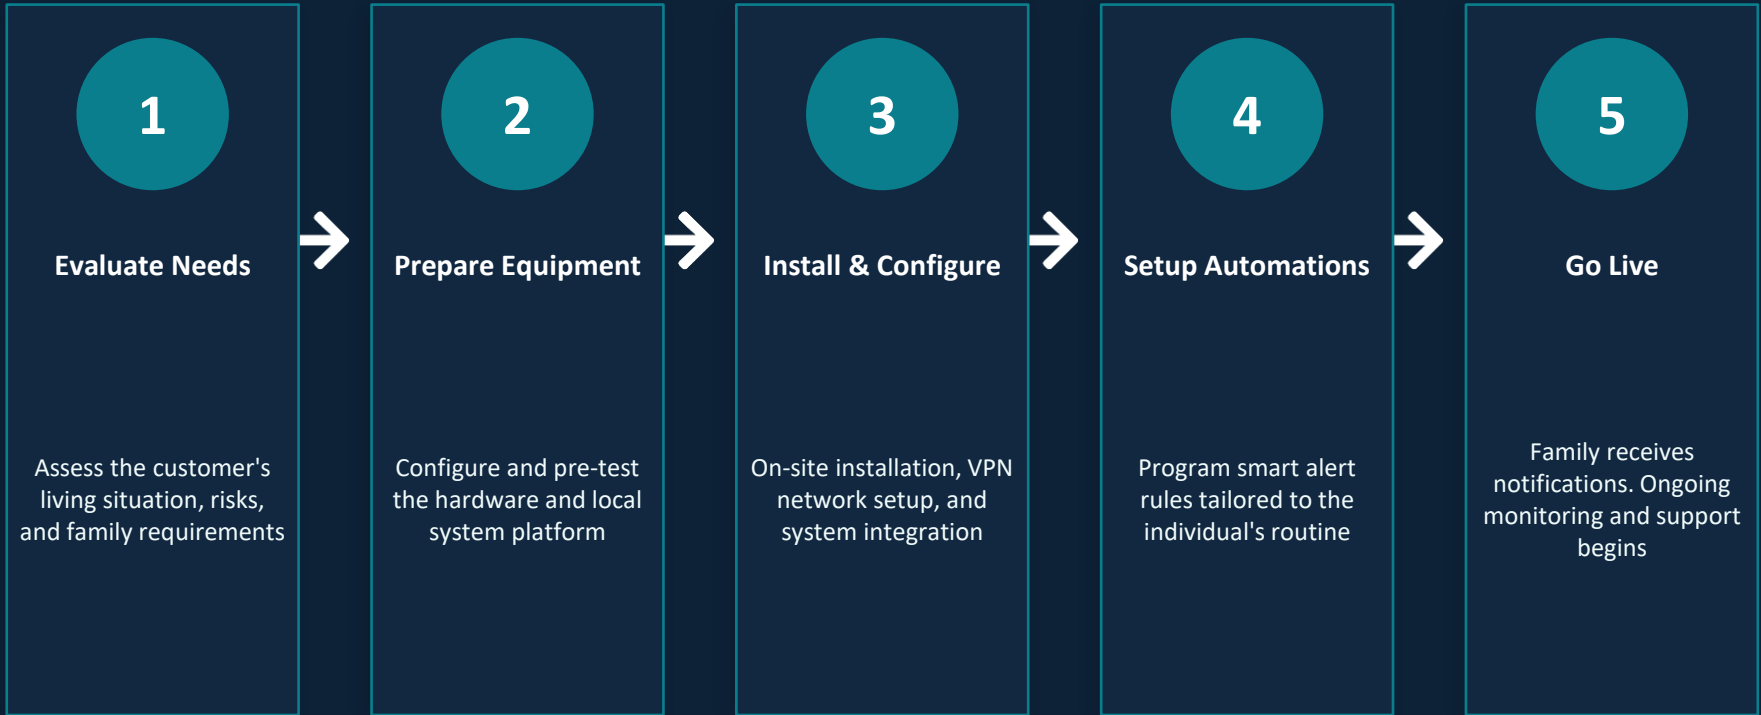 1
Evaluate Needs
Assess the customer's
living situation, risks,
and family requirements
2
Prepare Equipment
Configure and pre-test
the hardware and local
system platform
3
Install & Configure
On-site installation, VPN
network setup, and
system integration
4
Setup Automations
Program smart alert
rules tailored to the
individual's routine
5
Go Live
Family receives
notifications. Ongoing
monitoring and support
begins